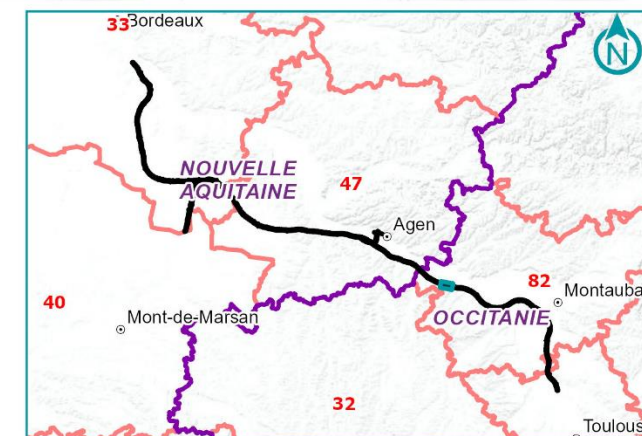 33 Bordeaux
N
NOUVELLE
AQUITAINE
47
Agen
82
Montauba
40
Mont-de-Marsan
OCCITANIE
32
Toulous